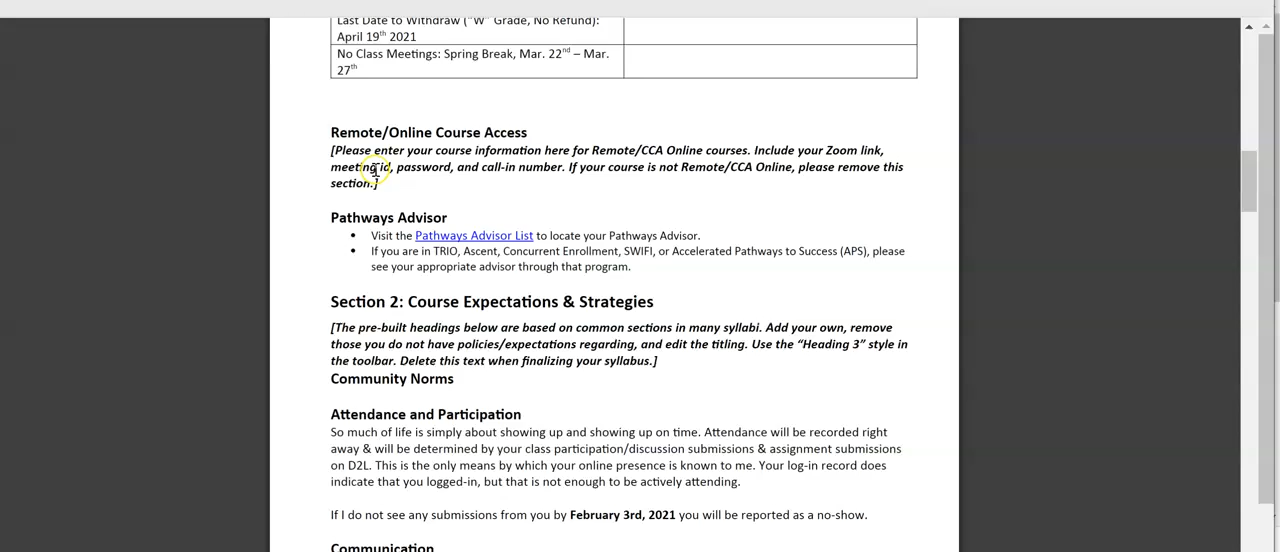 Last Date to Withdraw ("W" Grade, No Refund):
April 19th 2021
No Class Meetings: Spring Break, Mar. 22nd – Mar.
27th
Remote/Online Course Access
[Please enter your course information here for Remote/CCA Online courses. Include your Zoom link,
meeting id, password, and call-in number. If your course is not Remote/CCA Online, please remove this
section.]
Pathways Advisor
• Visit the Pathways Advisor List to locate your Pathways Advisor.
• If you are in TRIO, Ascent, Concurrent Enrollment, SWIFI, or Accelerated Pathways to Success (APS), please
see your appropriate advisor through that program.
Section 2: Course Expectations & Strategies
[The pre-built headings below are based on common sections in many syllabi. Add your own, remove
those you do not have policies/expectations regarding, and edit the titling. Use the “Heading 3” style in
the toolbar. Delete this text when finalizing your syllabus.]
Community Norms
Attendance and Participation
So much of life is simply about showing up and showing up on time. Attendance will be recorded right
away & will be determined by your class participation/discussion submissions & assignment submissions
on D2L. This is the only means by which your online presence is known to me. Your log-in record does
indicate that you logged-in, but that is not enough to be actively attending.
If I do not see any submissions from you by February 3rd, 2021 you will be reported as a no-show.
Communication